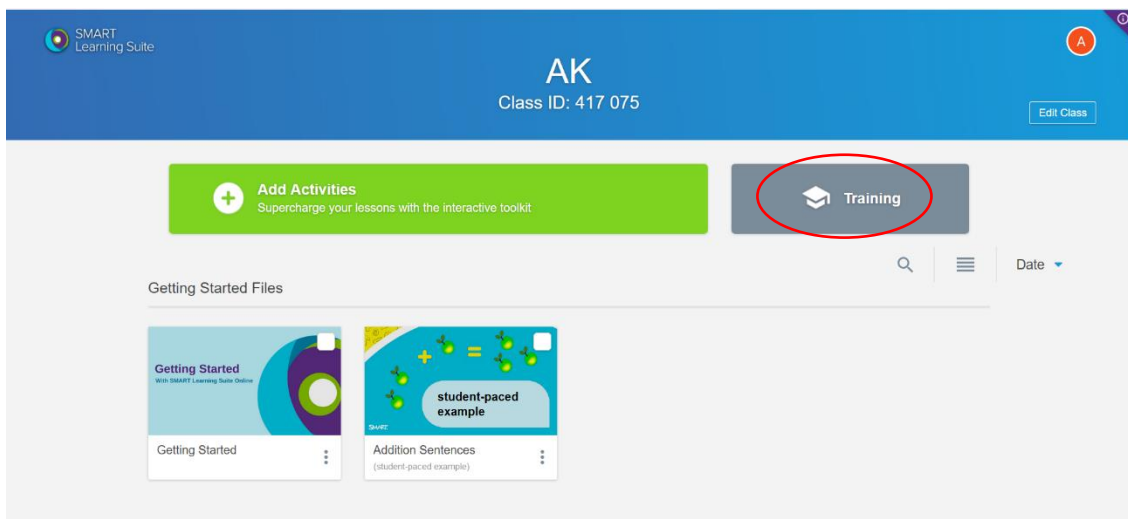 SMART
Learning Suite
A
AK
Class ID: 417 075
Edit Class
Add Activities
Supercharge your lessons with the interactive toolkit
Training
Date
Getting Started Files
Getting Started
With SMART Learning Suite Online
student-paced
example
SMART
Getting Started
Addition Sentences
(student-paced example)